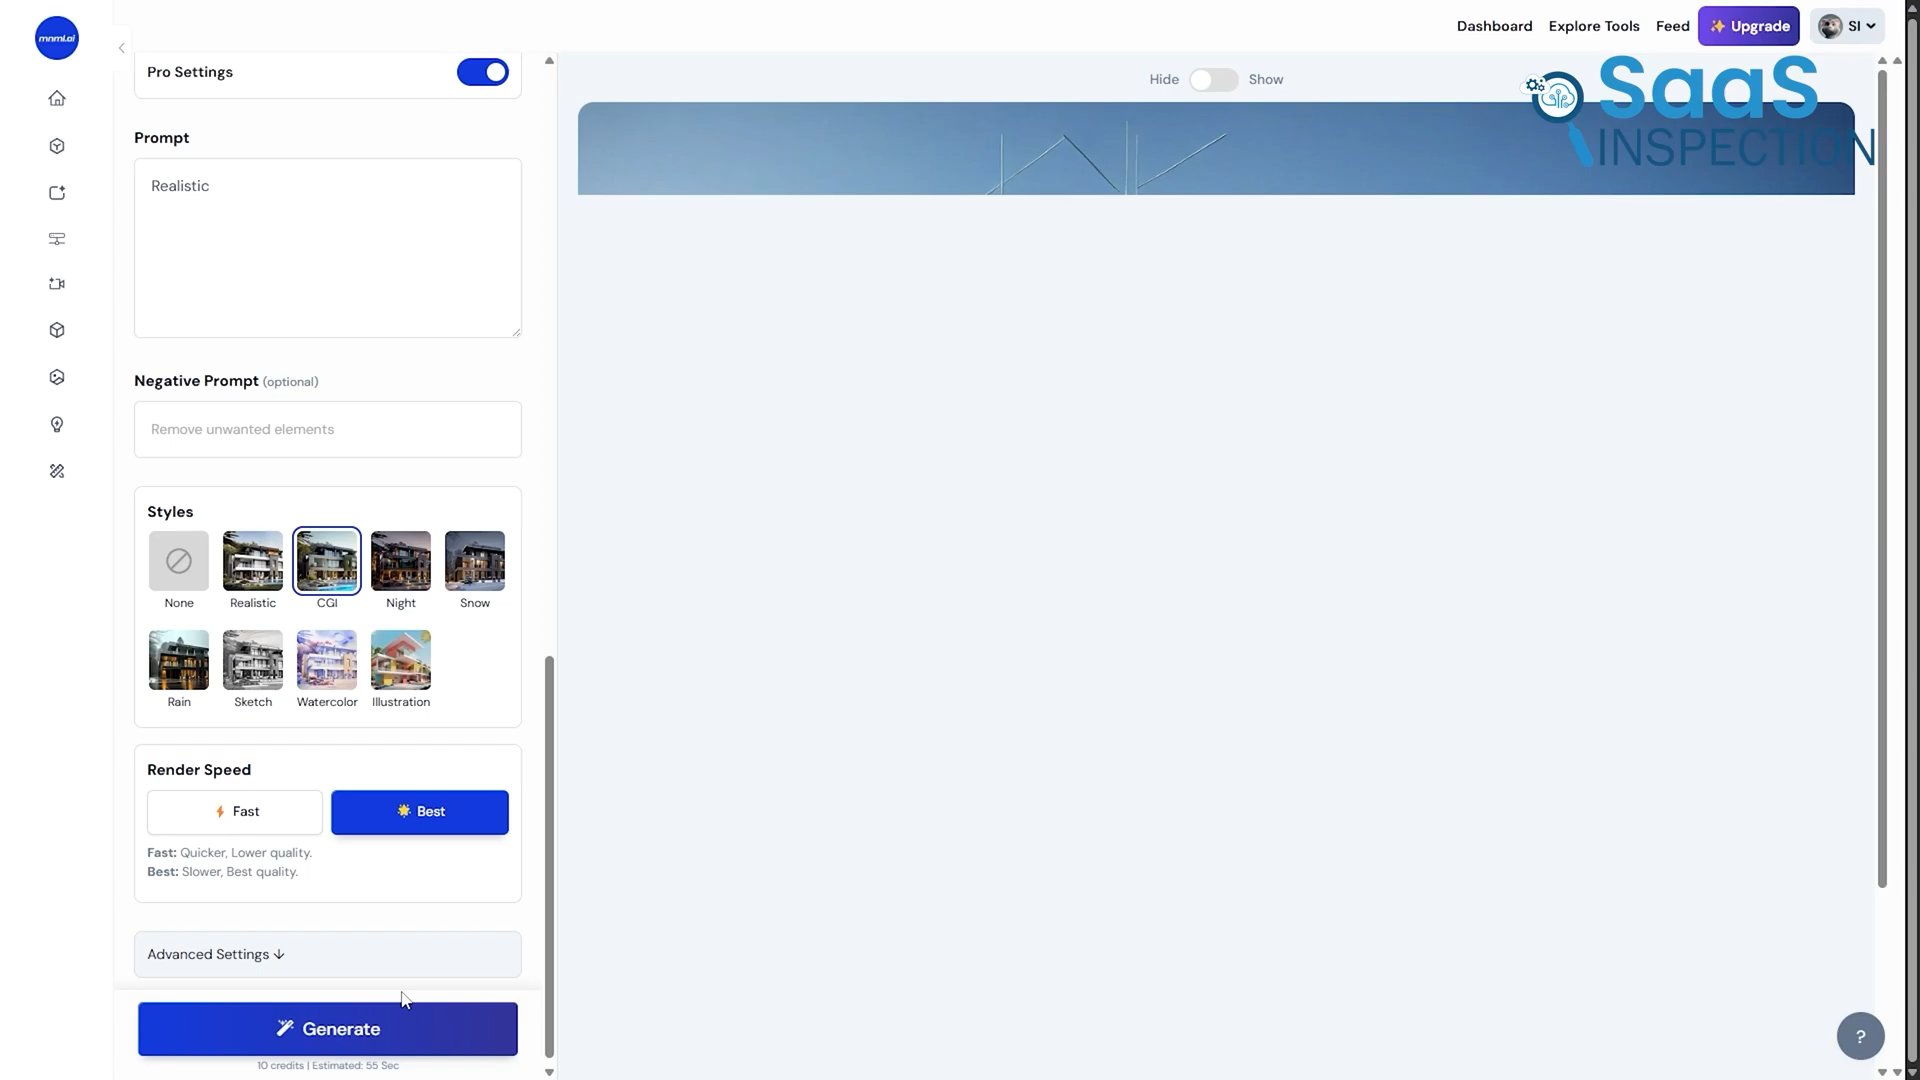 mnml.ai
Dashboard
Explore Tools
Feed
Upgrade
SI
Pro Settings
Hide
Show
SaaS
INSPECTION
Prompt
Realistic
Negative Prompt (optional)
Remove unwanted elements
Styles
None
Realistic
CGI
Night
Snow
Rain
Sketch
Watercolor
Illustration
Render Speed
Fast
Best
Fast: Quicker, Lower quality.
Best: Slower, Best quality.
Advanced Settings ↓
Generate
10 credits | Estimated: 55 Sec
?